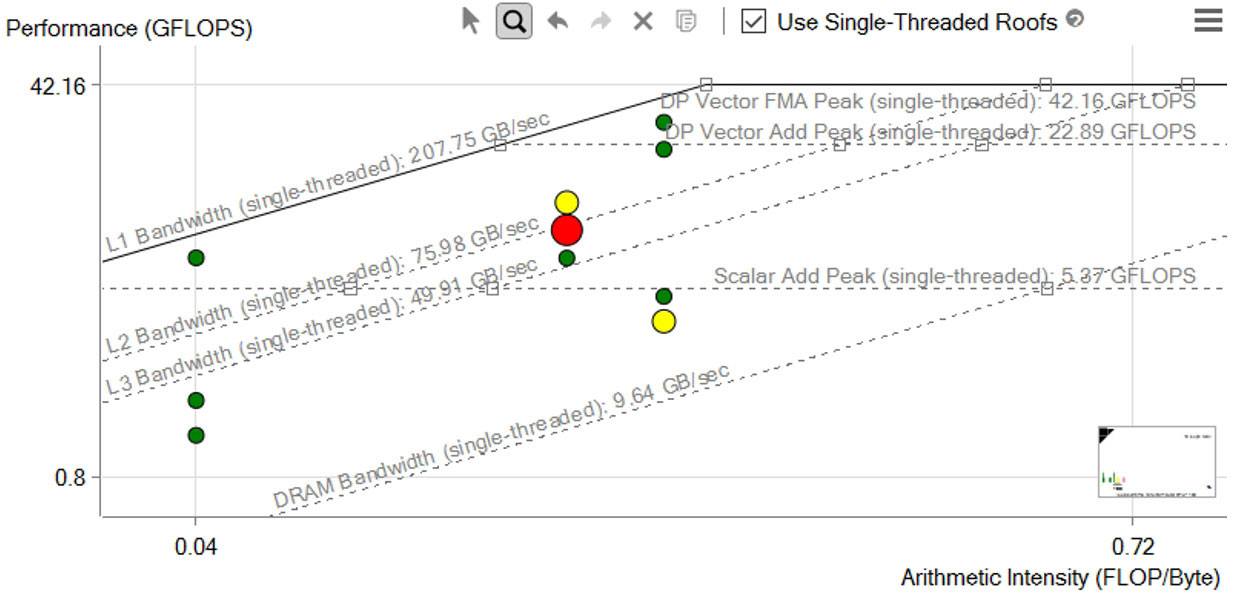 Performance (GFLOPS)
Use Single-Threaded Roofs
42.16
DP Vector FMA Peak (single-threaded): 42.16 GFLOPS
DP Vector Add Peak (single-threaded): 22.89 GFLOPS
L1 Bandwidth (single-threaded): 207.75 GB/sec
L2 Bandwidth (single-threaded): 75.98 GB/sec
L3 Bandwidth (single-threaded): 49.91 GB/sec
Scalar Add Peak (single-threaded): 5.37 GFLOPS
DRAM Bandwidth (single-threaded): 9.64 GB/sec
0.8
0.04
0.72
Arithmetic Intensity (FLOP/Byte)